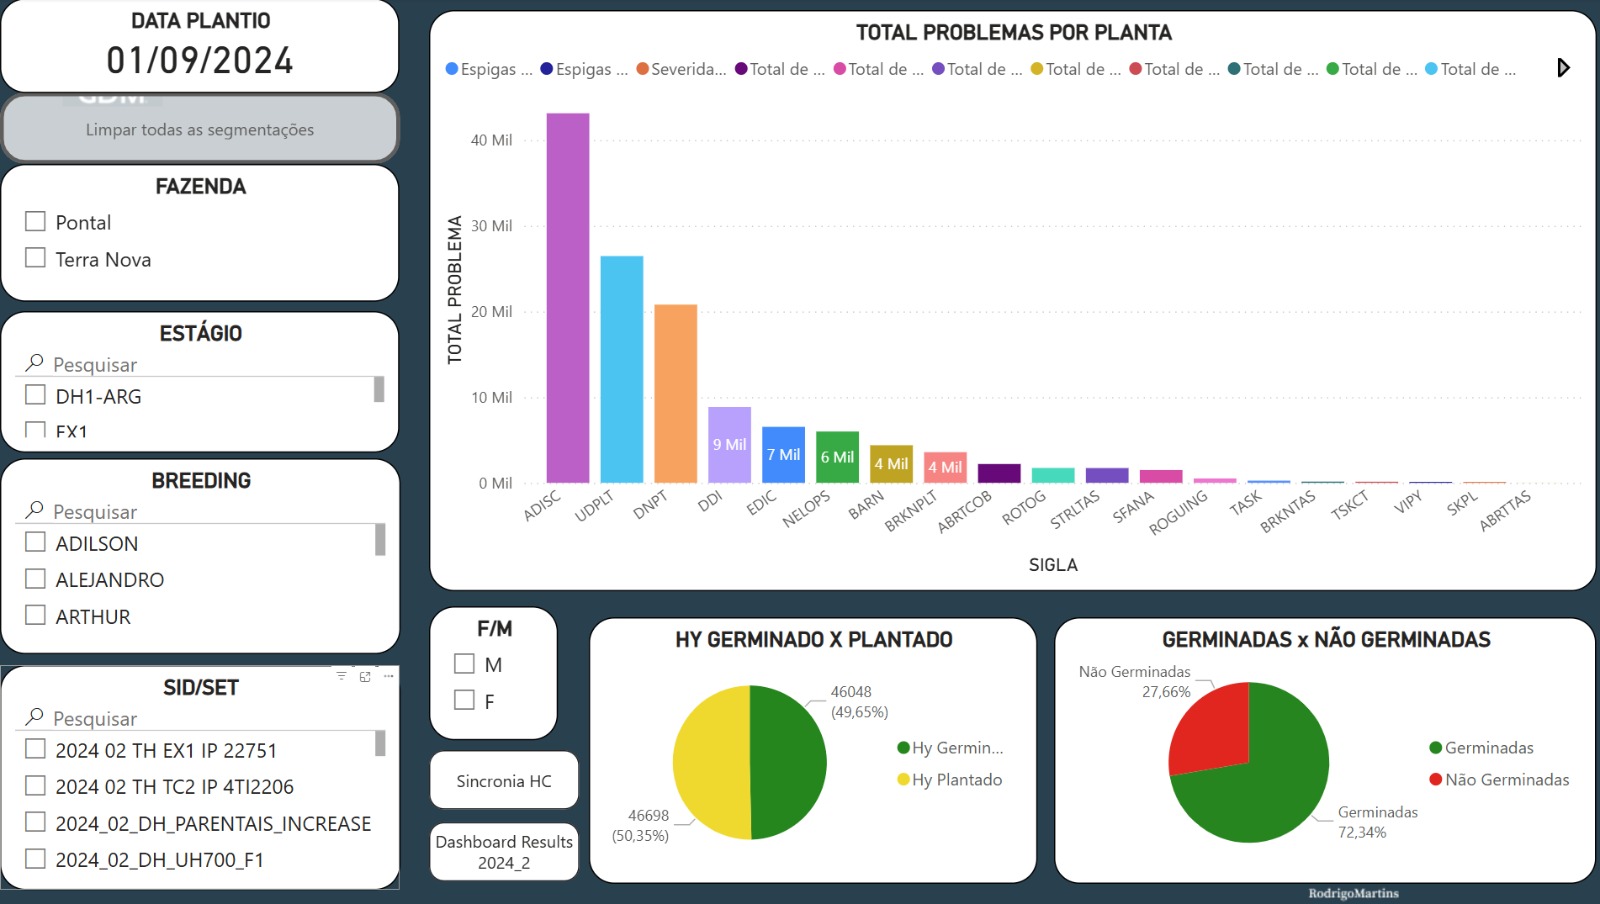 DATA PLANTIO
01/09/2024
GDM
Limpar todas as segmentações
FAZENDA
Pontal
Terra Nova
ESTÁGIO
Pesquisar
DH1-ARG
EX1
BREEDING
Pesquisar
ADILSON
ALEJANDRO
ARTHUR
SID/SET
Pesquisar
2024 02 TH EX1 IP 22751
2024 02 TH TC2 IP 4TI2206
2024_02_DH_PARENTAIS_INCREASE
2024_02_DH_UH700_F1
TOTAL PROBLEMAS POR PLANTA
Espigas ... Espigas ... Severida... Total de ... Total de ... Total de ... Total de ... Total de ... Total de ... Total de ... Total de ...
TOTAL PROBLEMA
40 Mil
30 Mil
20 Mil
10 Mil
0 Mil
9 Mil 7 Mil 6 Mil 4 Mil 4 Mil
ADISC UDPLT DNPT DDI EDIC NELOPS BARN BRKNPLT ABRTCOB ROTOG STRLTAS SFANA ROGUING TASK BRKNTAS TSKCT VIPY SKPL ABRTTAS
SIGLA
F/M
M
F
Sincronia HC
Dashboard Results
2024_2
HY GERMINADO X PLANTADO
46048
(49,65%)
46698
(50,35%)
Hy Germin...
Hy Plantado
GERMINADAS x NÃO GERMINADAS
Não Germinadas
27,66%
Germinadas
72,34%
Germinadas
Não Germinadas
RodrigoMartins